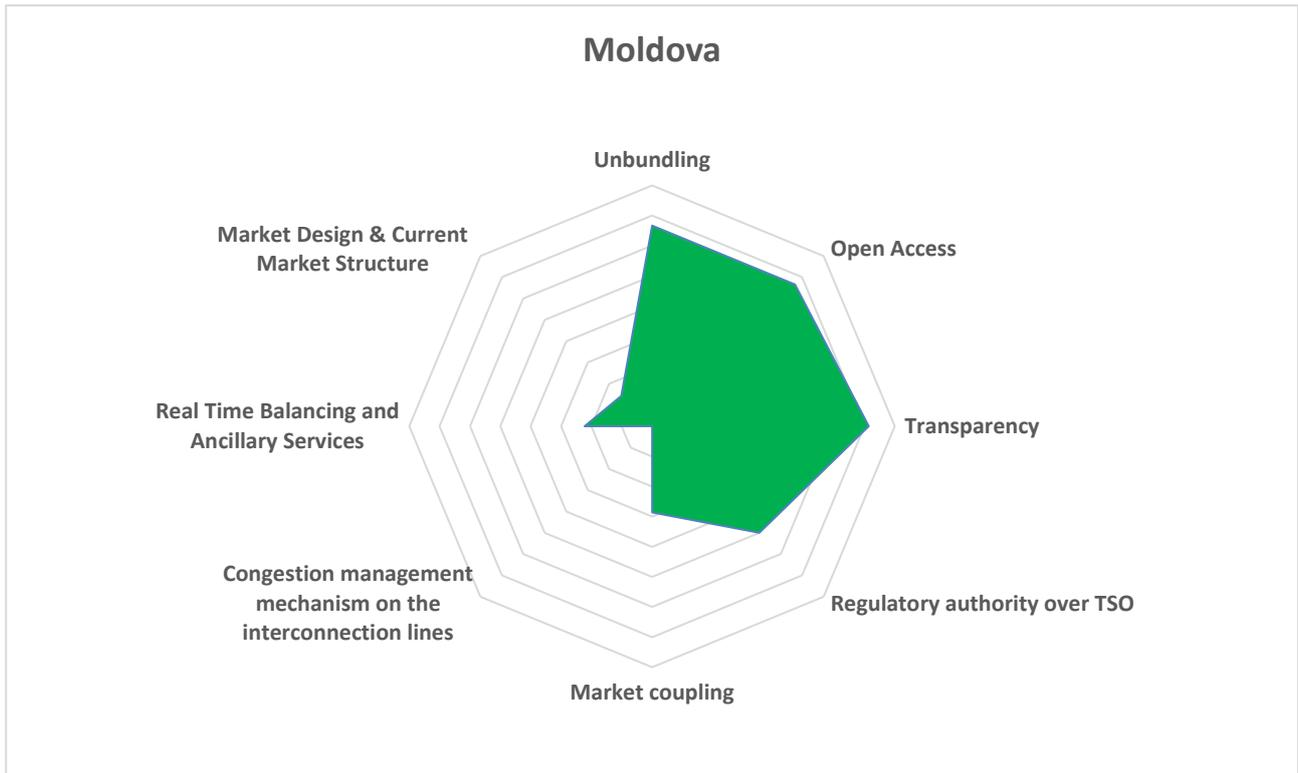 Moldova
Unbundling
Market Design & Current
Market Structure
Open Access
Real Time Balancing and
Ancillary Services
Transparency
Congestion management
mechanism on the
interconnection lines
Regulatory authority over TSO
Market coupling